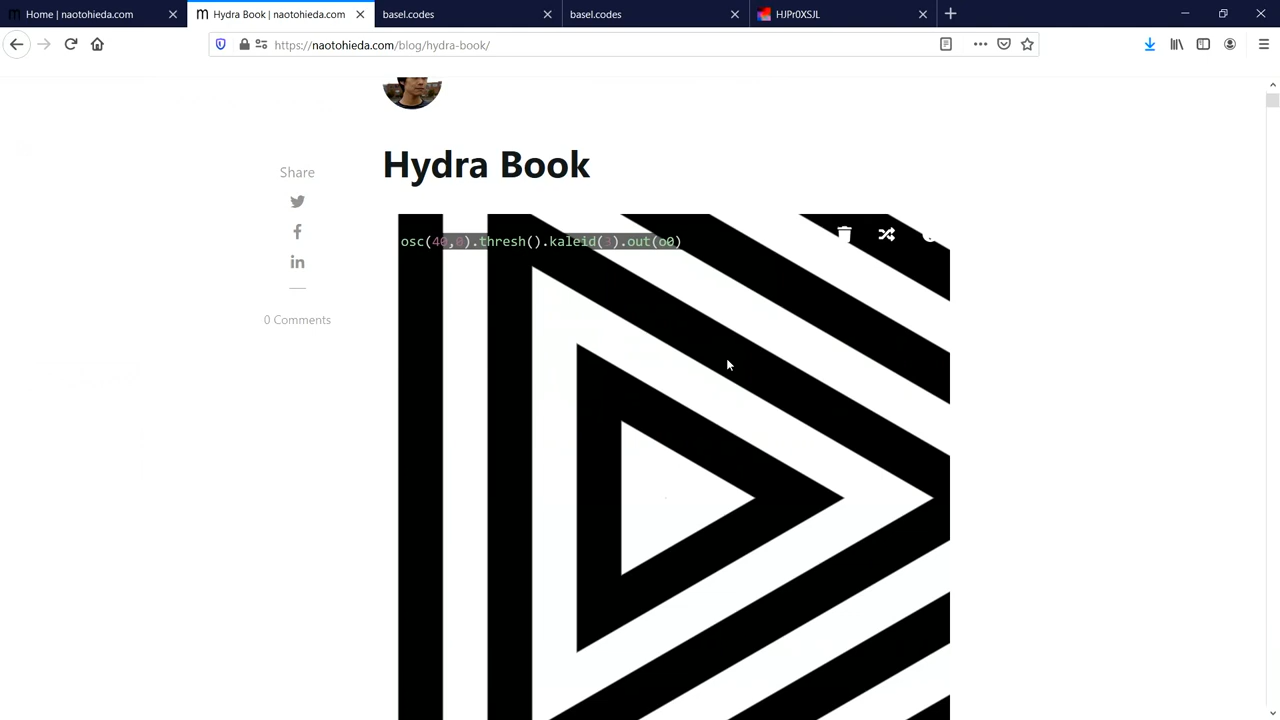 Home | naotohieda.com
Hydra Book | naotohieda.com
basel.codes
basel.codes
HJPr0XSJL
https://naotohieda.com/blog/hydra-book/
Share
0 Comments
Hydra Book
osc(40,0).thresh().kaleid(3).out(o0)